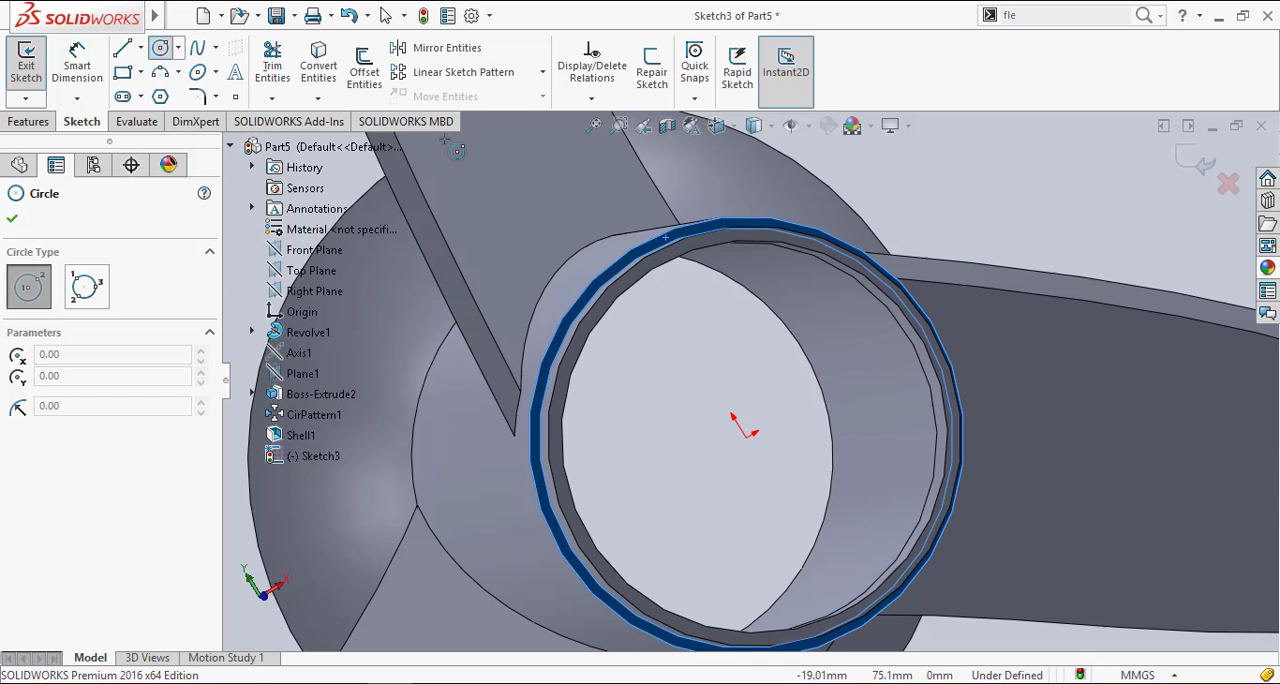 SOLIDWORKS
Sketch3 of Part5 *
fle
Exit Sketch
Smart Dimension
Trim Entities
Convert Entities
Offset Entities
Mirror Entities
Linear Sketch Pattern
Move Entities
Display/Delete Relations
Repair Sketch
Quick Snaps
Rapid Sketch
Instant2D
Features
Sketch
Evaluate
DimXpert
SOLIDWORKS Add-Ins
SOLIDWORKS MBD
Part5 (Default<<Default>...
History
Sensors
Annotations
Material <not specifi...
Front Plane
Top Plane
Right Plane
Origin
Revolve1
Axis1
Plane1
Boss-Extrude2
CirPattern1
Shell1
(-) Sketch3
Circle
Circle Type
Parameters
0.00
0.00
0.00
Y
X
Model
3D Views
Motion Study 1
SOLIDWORKS Premium 2016 x64 Edition
-19.01mm
75.1mm
0mm
Under Defined
MMGS